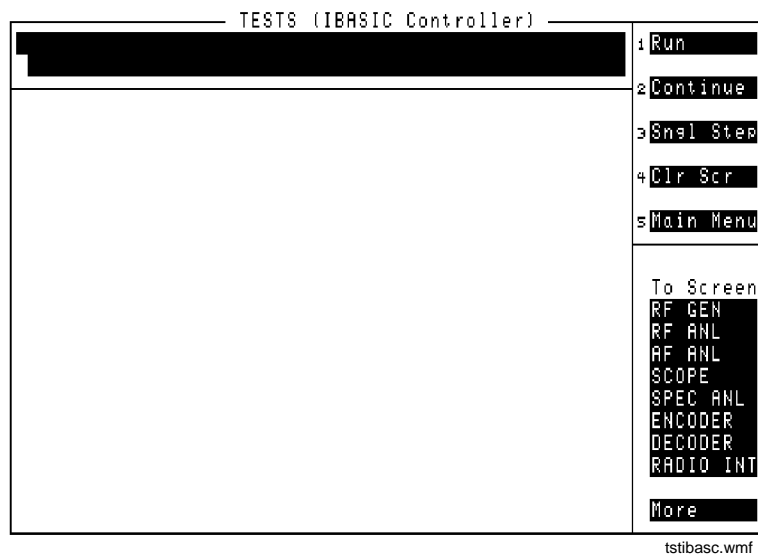 TESTS (IBASIC Controller)
1 Run
2 Continue
3 Sngl Step
4 Clr Scr
5 Main Menu
To Screen
RF GEN
RF ANL
AF ANL
SCOPE
SPEC ANL
ENCODER
DECODER
RADIO INT
More
tstibasc.wmf